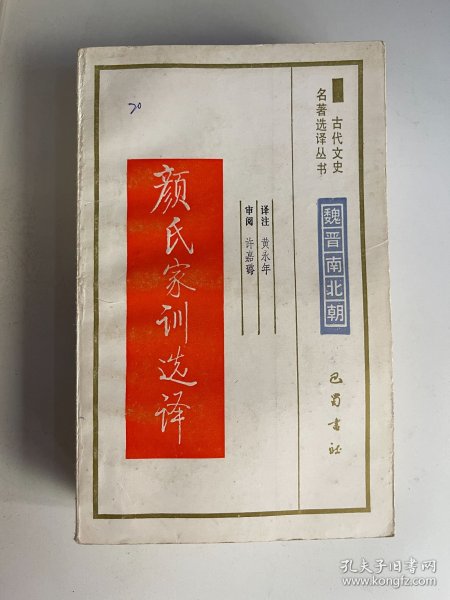 古代文史
名著选译丛书
魏晋南北朝
巴蜀书社
译注 黄永年
审阅 许嘉璐
颜氏家训选译
70
孔夫子旧书网
www.kongfz.com